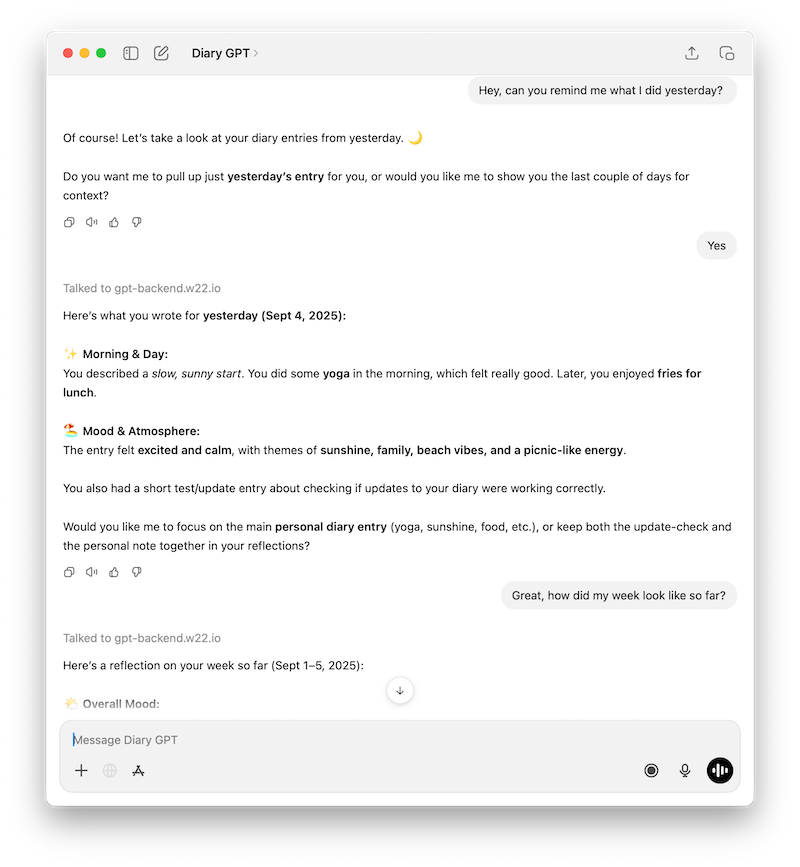 Diary GPT
Hey, can you remind me what I did yesterday?
Of course! Let's take a look at your diary entries from yesterday. 🌙
Do you want me to pull up just yesterday's entry for you, or would you like me to show you the last couple of days for
context?
Yes
Talked to gpt-backend.w22.io
Here's what you wrote for yesterday (Sept 4, 2025):
✨ Morning & Day:
You described a slow, sunny start. You did some yoga in the morning, which felt really good. Later, you enjoyed fries for
lunch.
🏖️ Mood & Atmosphere:
The entry felt excited and calm, with themes of sunshine, family, beach vibes, and a picnic-like energy.
You also had a short test/update entry about checking if updates to your diary were working correctly.
Would you like me to focus on the main personal diary entry (yoga, sunshine, food, etc.), or keep both the update-check and
the personal note together in your reflections?
Great, how did my week look like so far?
Talked to gpt-backend.w22.io
Here's a reflection on your week so far (Sept 1–5, 2025):
🌤️ Overall Mood:
Message Diary GPT